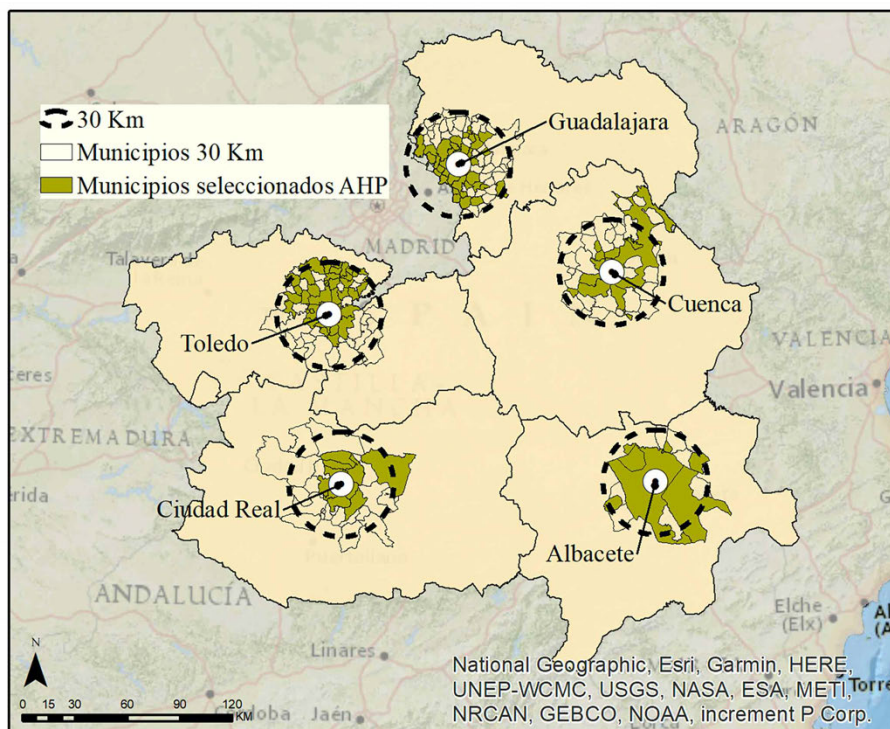 30 Km
Municipios 30 Km
Municipios seleccionados AHP
Guadalajara
ARAGÓN
MADRID
Cuenca
Toledo
VALENCIA
Valencia
EXTREMADURA
Ciudad Real
Albacete
ANDALUCÍA
Elche
(Elx)
Linares
Jaén
N
0 15 30 60 90 120
KM
National Geographic, Esri, Garmin, HERE,
UNEP-WCMC, USGS, NASA, ESA, METI,
NRCAN, GEBCO, NOAA, increment P Corp.